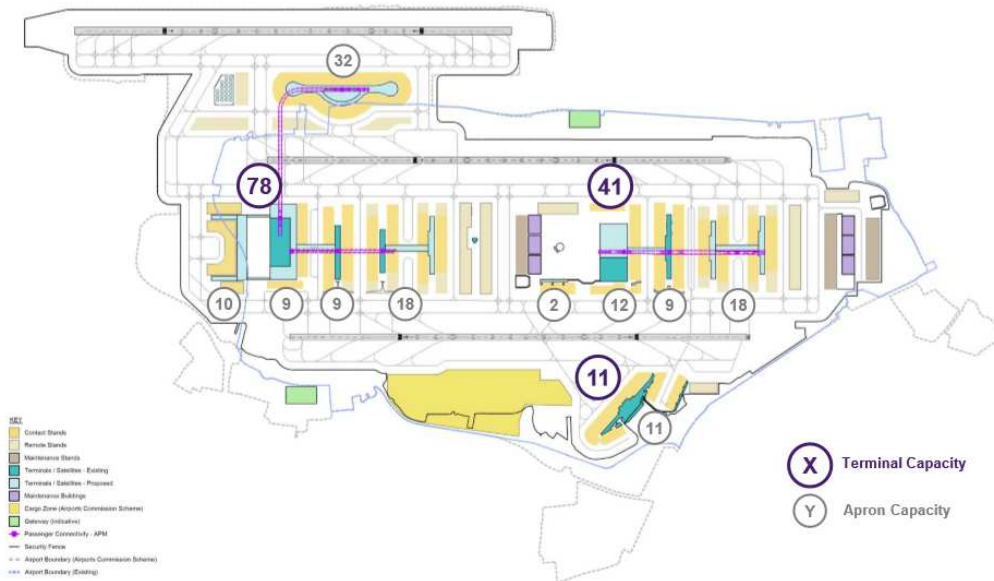 32
78
41
10
9
9
18
2
12
9
18
11
11
KEY
Contact Stands
Remote Stands
Maintenance Stands
Terminals / Satellites - Existing
Terminals / Satellites - Proposed
Maintenance Buildings
Cargo Zone (Airports Commission Scheme)
Gateway (indicative)
Passenger Connectivity - APM
Security Fence
Airport Boundary (Airports Commission Scheme)
Airport Boundary (Existing)
X Terminal Capacity
Y Apron Capacity